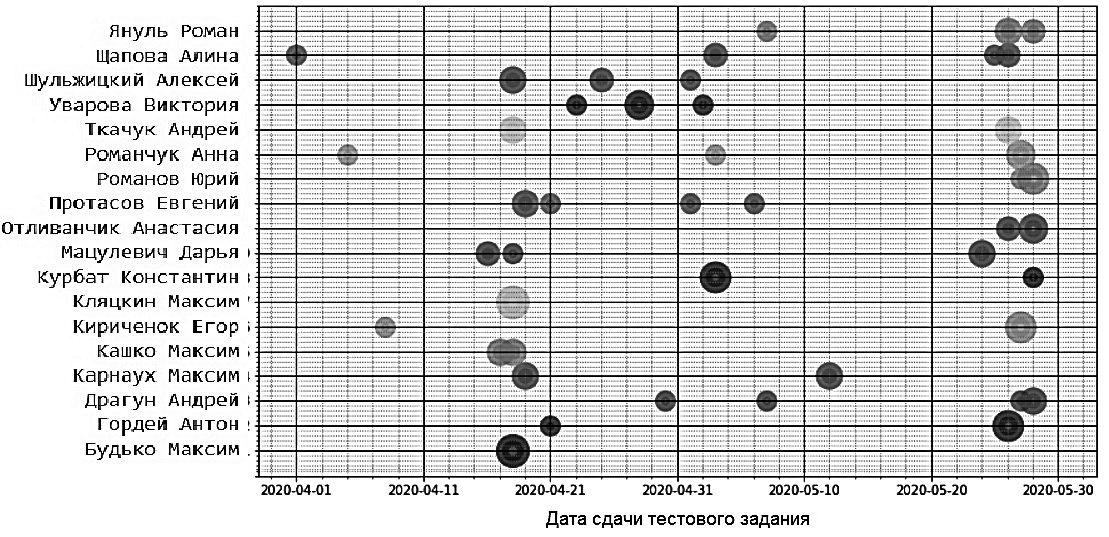 Януль Роман
Щапова Алина
Шульжицкий Алексей
Уварова Виктория
Ткачук Андрей
Романчук Анна
Романов Юрий
Протасов Евгений
Отливанчик Анастасия
Мацулевич Дарья
Курбат Константин
Кляцкин Максим
Кириченок Егор
Кашко Максим
Карнаух Максим
Драгун Андрей
Гордей Антон
Будько Максим
2020-04-01 2020-04-11 2020-04-21 2020-04-31 2020-05-10 2020-05-20 2020-05-30
Дата сдачи тестового задания